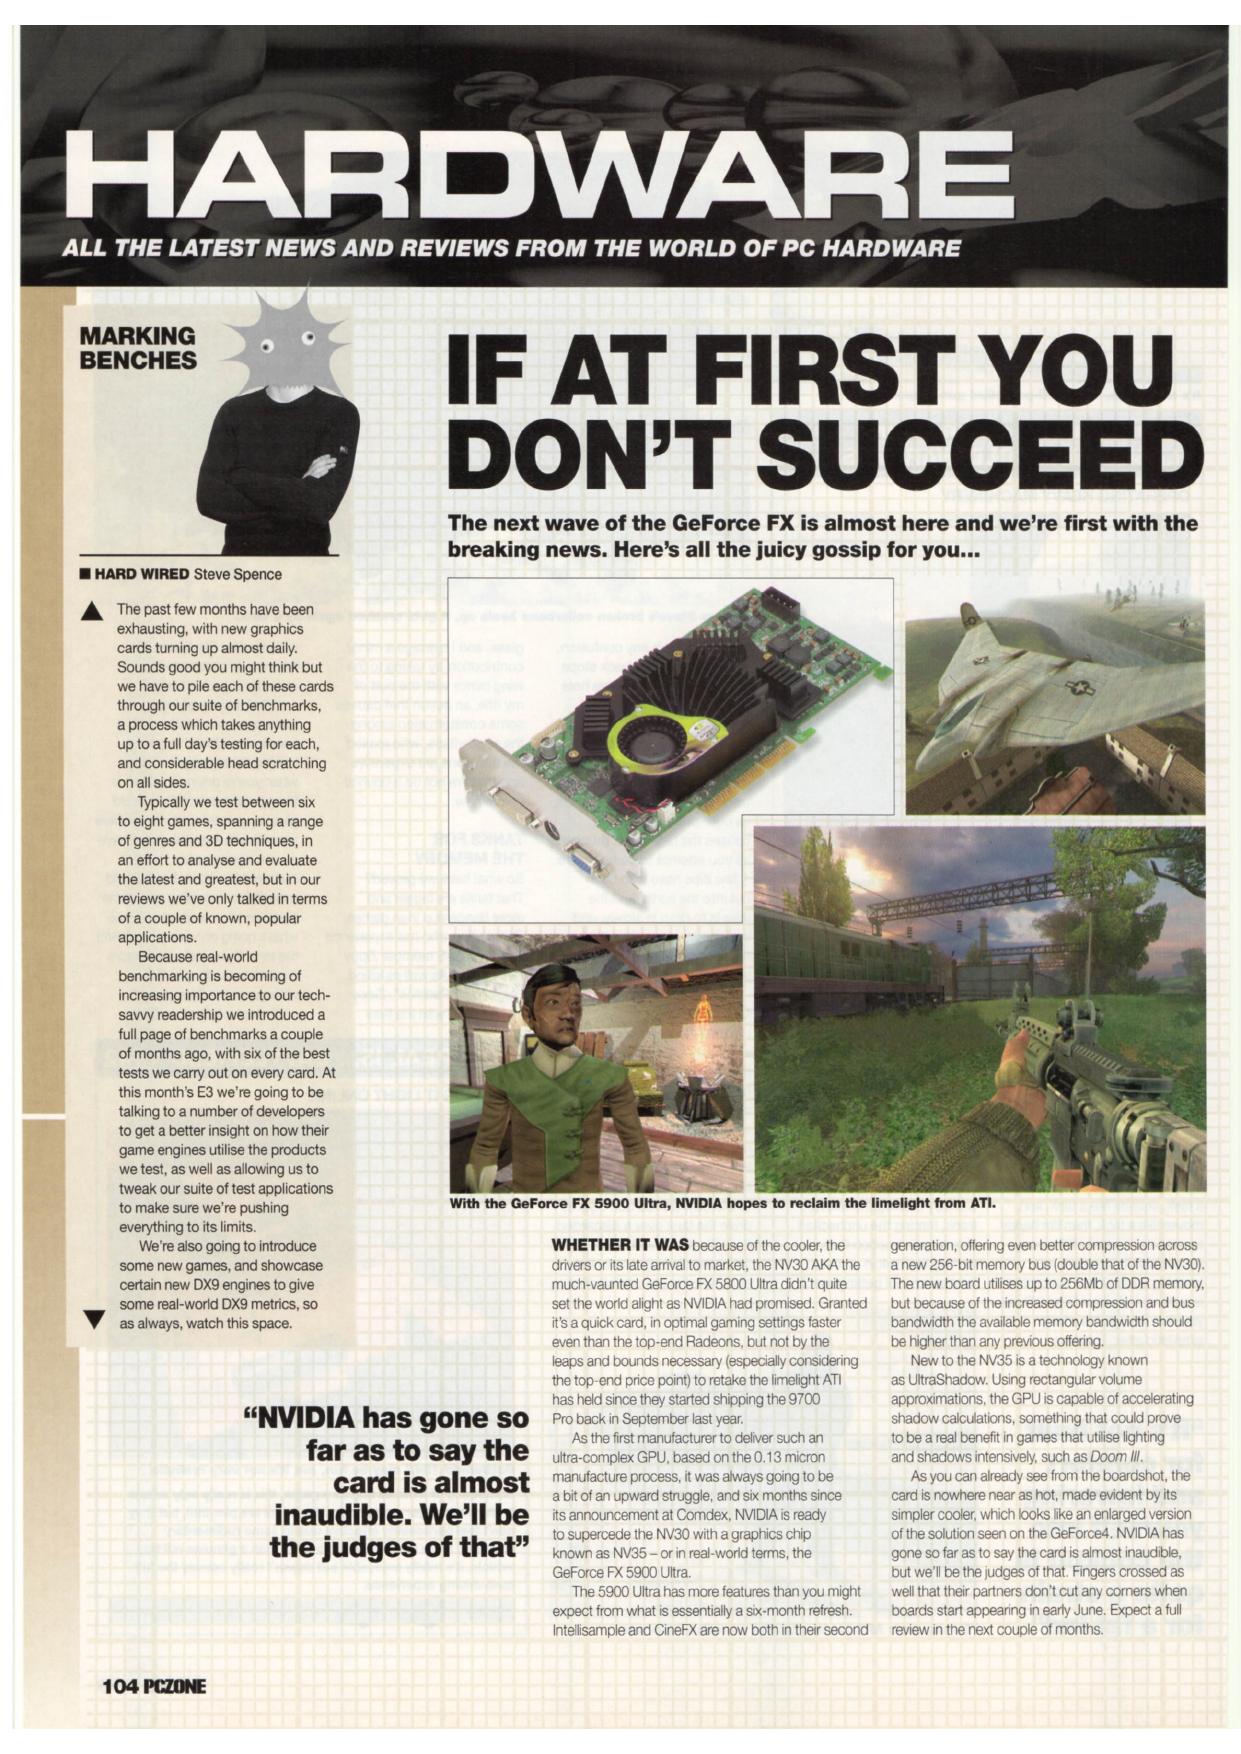 HARDWARE
ALL THE LATEST NEWS AND REVIEWS FROM THE WORLD OF PC HARDWARE
MARKING
BENCHES
■ HARD WIRED Steve Spence
The past few months have been
exhausting, with new graphics
cards turning up almost daily.
Sounds good you might think but
we have to pile each of these cards
through our suite of benchmarks,
a process which takes anything
up to a full day's testing for each,
and considerable head scratching
on all sides.
Typically we test between six
to eight games, spanning a range
of genres and 3D techniques, in
an effort to analyse and evaluate
the latest and greatest, but in our
reviews we've only talked in terms
of a couple of known, popular
applications.
Because real-world
benchmarking is becoming of
increasing importance to our tech-
savvy readership we introduced a
full page of benchmarks a couple
of months ago, with six of the best
tests we carry out on every card. At
this month's E3 we're going to be
talking to a number of developers
to get a better insight on how their
game engines utilise the products
we test, as well as allowing us to
tweak our suite of test applications
to make sure we're pushing
everything to its limits.
We're also going to introduce
some new games, and showcase
certain new DX9 engines to give
some real-world DX9 metrics, so
as always, watch this space.
IF AT FIRST YOU
DON'T SUCCEED
The next wave of the GeForce FX is almost here and we're first with the
breaking news. Here's all the juicy gossip for you...
With the GeForce FX 5900 Ultra, NVIDIA hopes to reclaim the limelight from ATI.
"NVIDIA has gone so
far as to say the
card is almost
inaudible. We'll be
the judges of that"
WHETHER IT WAS because of the cooler, the
drivers or its late arrival to market, the NV30 AKA the
much-vaunted GeForce FX 5800 Ultra didn't quite
set the world alight as NVIDIA had promised. Granted
it's a quick card, in optimal gaming settings faster
even than the top-end Radeons, but not by the
leaps and bounds necessary (especially considering
the top-end price point) to retake the limelight ATI
has held since they started shipping the 9700
Pro back in September last year.
As the first manufacturer to deliver such an
ultra-complex GPU, based on the 0.13 micron
manufacture process, it was always going to be
a bit of an upward struggle, and six months since
its announcement at Comdex, NVIDIA is ready
to supercede the NV30 with a graphics chip
known as NV35 – or in real-world terms, the
GeForce FX 5900 Ultra.
The 5900 Ultra has more features than you might
expect from what is essentially a six-month refresh.
Intellisample and CineFX are now both in their second
generation, offering even better compression across
a new 256-bit memory bus (double that of the NV30).
The new board utilises up to 256Mb of DDR memory,
but because of the increased compression and bus
bandwidth the available memory bandwidth should
be higher than any previous offering.
New to the NV35 is a technology known
as UltraShadow. Using rectangular volume
approximations, the GPU is capable of accelerating
shadow calculations, something that could prove
to be a real benefit in games that utilise lighting
and shadows intensively, such as Doom III.
As you can already see from the boardshot, the
card is nowhere near as hot, made evident by its
simpler cooler, which looks like an enlarged version
of the solution seen on the GeForce4. NVIDIA has
gone so far as to say the card is almost inaudible,
but we'll be the judges of that. Fingers crossed as
well that their partners don't cut any corners when
boards start appearing in early June. Expect a full
review in the next couple of months.
104 PCZONE